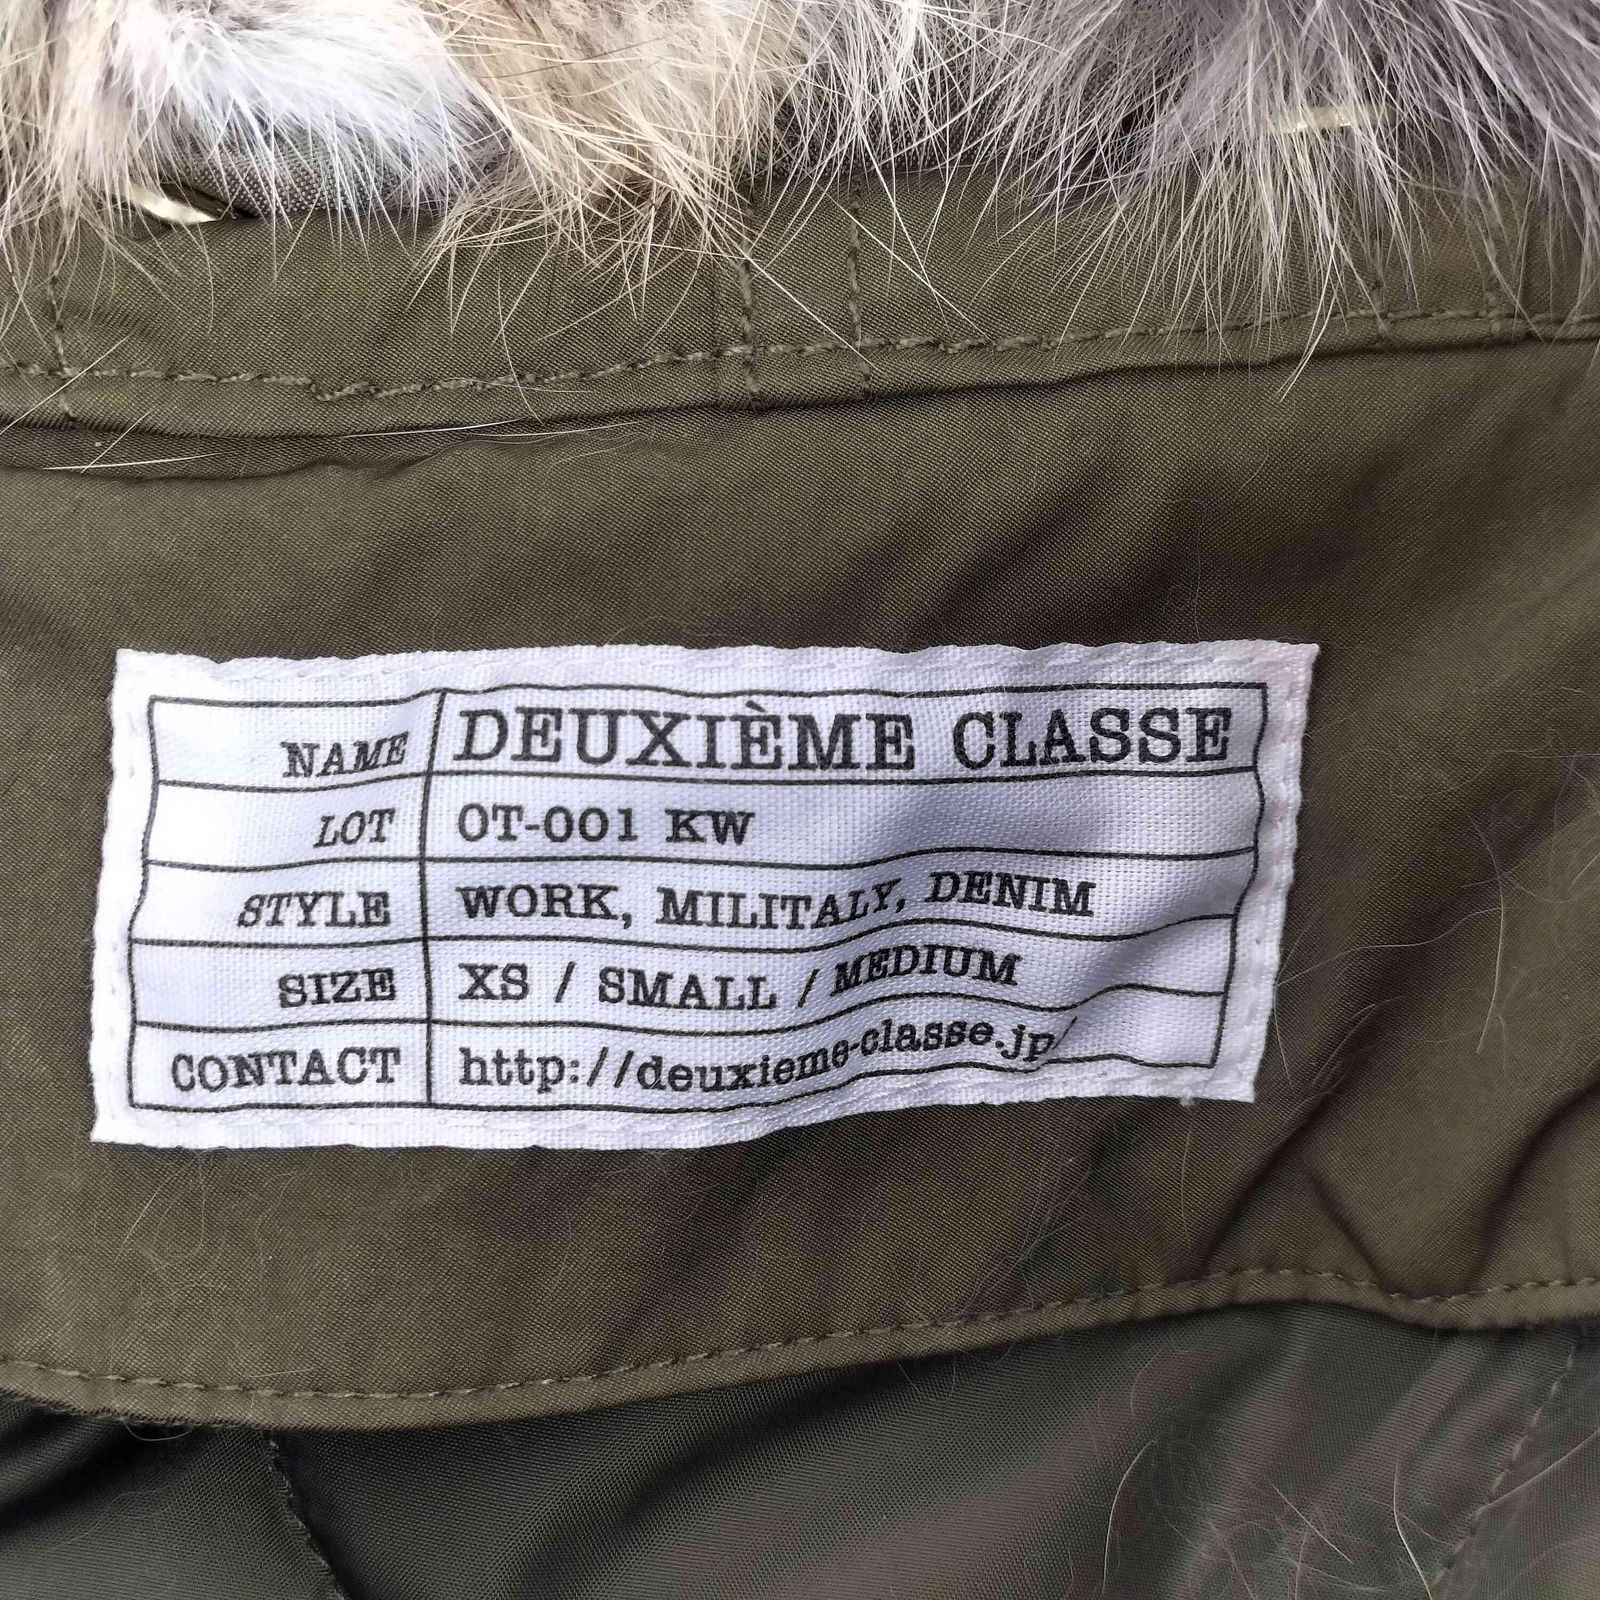 NAME DEUXIÈME CLASSE
LOT OT-001 KW
STYLE WORK, MILITALY, DENIM
SIZE XS / SMALL / MEDIUM
CONTACT http://deuxieme-classe.jp/